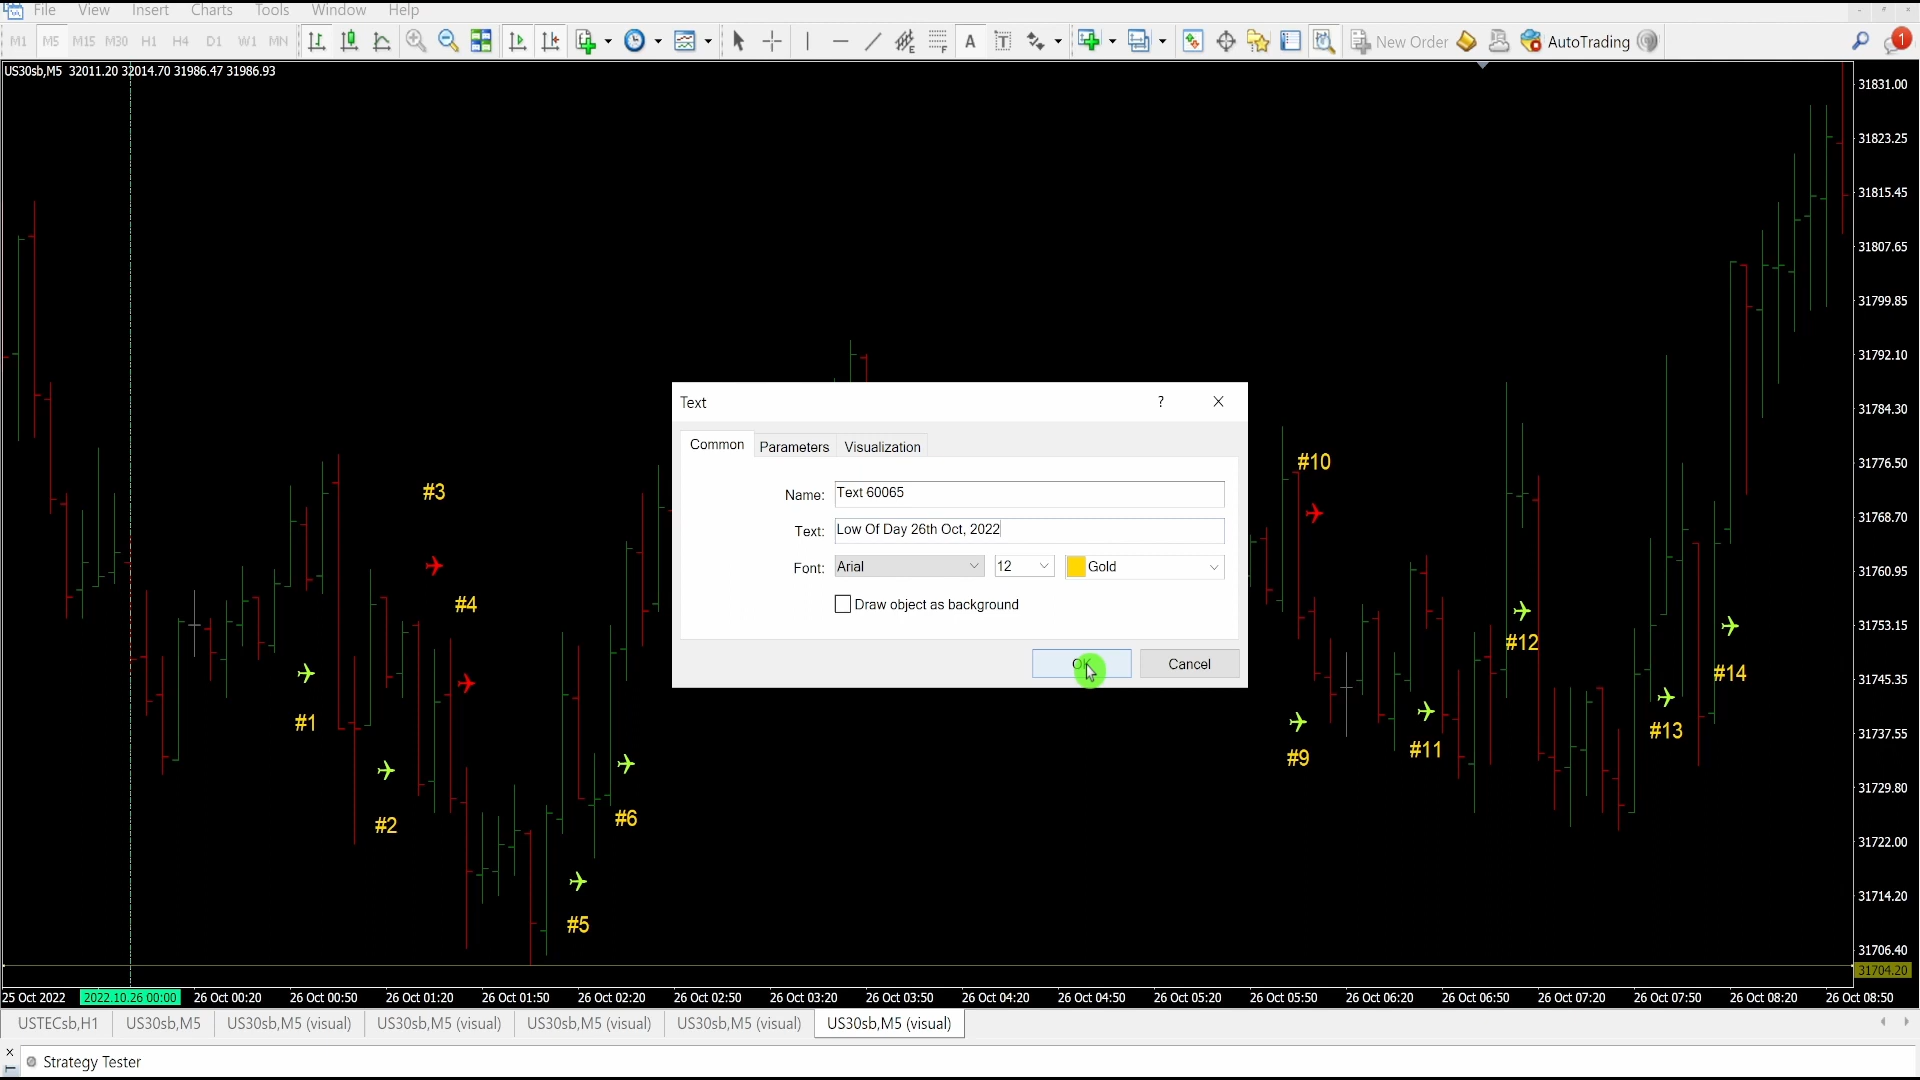 File View Insert Charts Tools Window Help
M1 M5 M15 M30 H1 H4 D1 W1 MN A T New Order AutoTrading 1
US30sb,M5 32011.20 32014.70 31986.47 31986.93
31831.00
31823.25
31815.45
31807.65
31799.85
31792.10
31784.30
31776.50
31768.70
31760.95
31753.15
31745.35
31737.55
31729.80
31722.00
31714.20
31706.40
31704.20
#3
#4
#1
#2
#6
#5
#10
#9
#11
#12
#13
#14
Text ?
Common Parameters Visualization
Name: Text 60065
Text: Low Of Day 26th Oct, 2022
Font: Arial 12 Gold
Draw object as background
OK Cancel
25 Oct 2022 2022.10.26 00:00 26 Oct 00:20 26 Oct 00:50 26 Oct 01:20 26 Oct 01:50 26 Oct 02:20 26 Oct 02:50 26 Oct 03:20 26 Oct 03:50 26 Oct 04:20 26 Oct 04:50 26 Oct 05:20 26 Oct 05:50 26 Oct 06:20 26 Oct 06:50 26 Oct 07:20 26 Oct 07:50 26 Oct 08:20 26 Oct 08:50
USTECsb,H1 US30sb,M5 US30sb,M5 (visual) US30sb,M5 (visual) US30sb,M5 (visual) US30sb,M5 (visual) US30sb,M5 (visual)
Strategy Tester